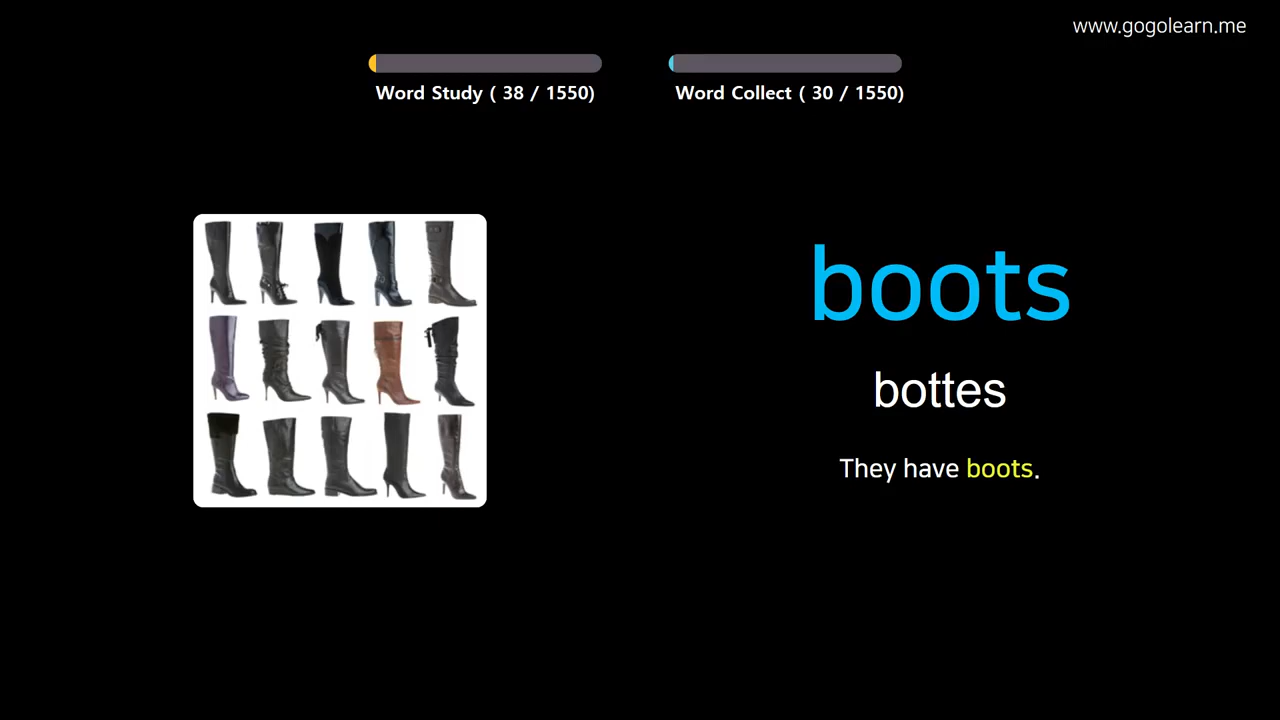 www.gogolearn.me
Word Study ( 38 / 1550)
Word Collect ( 30 / 1550)
boots
bottes
They have boots.